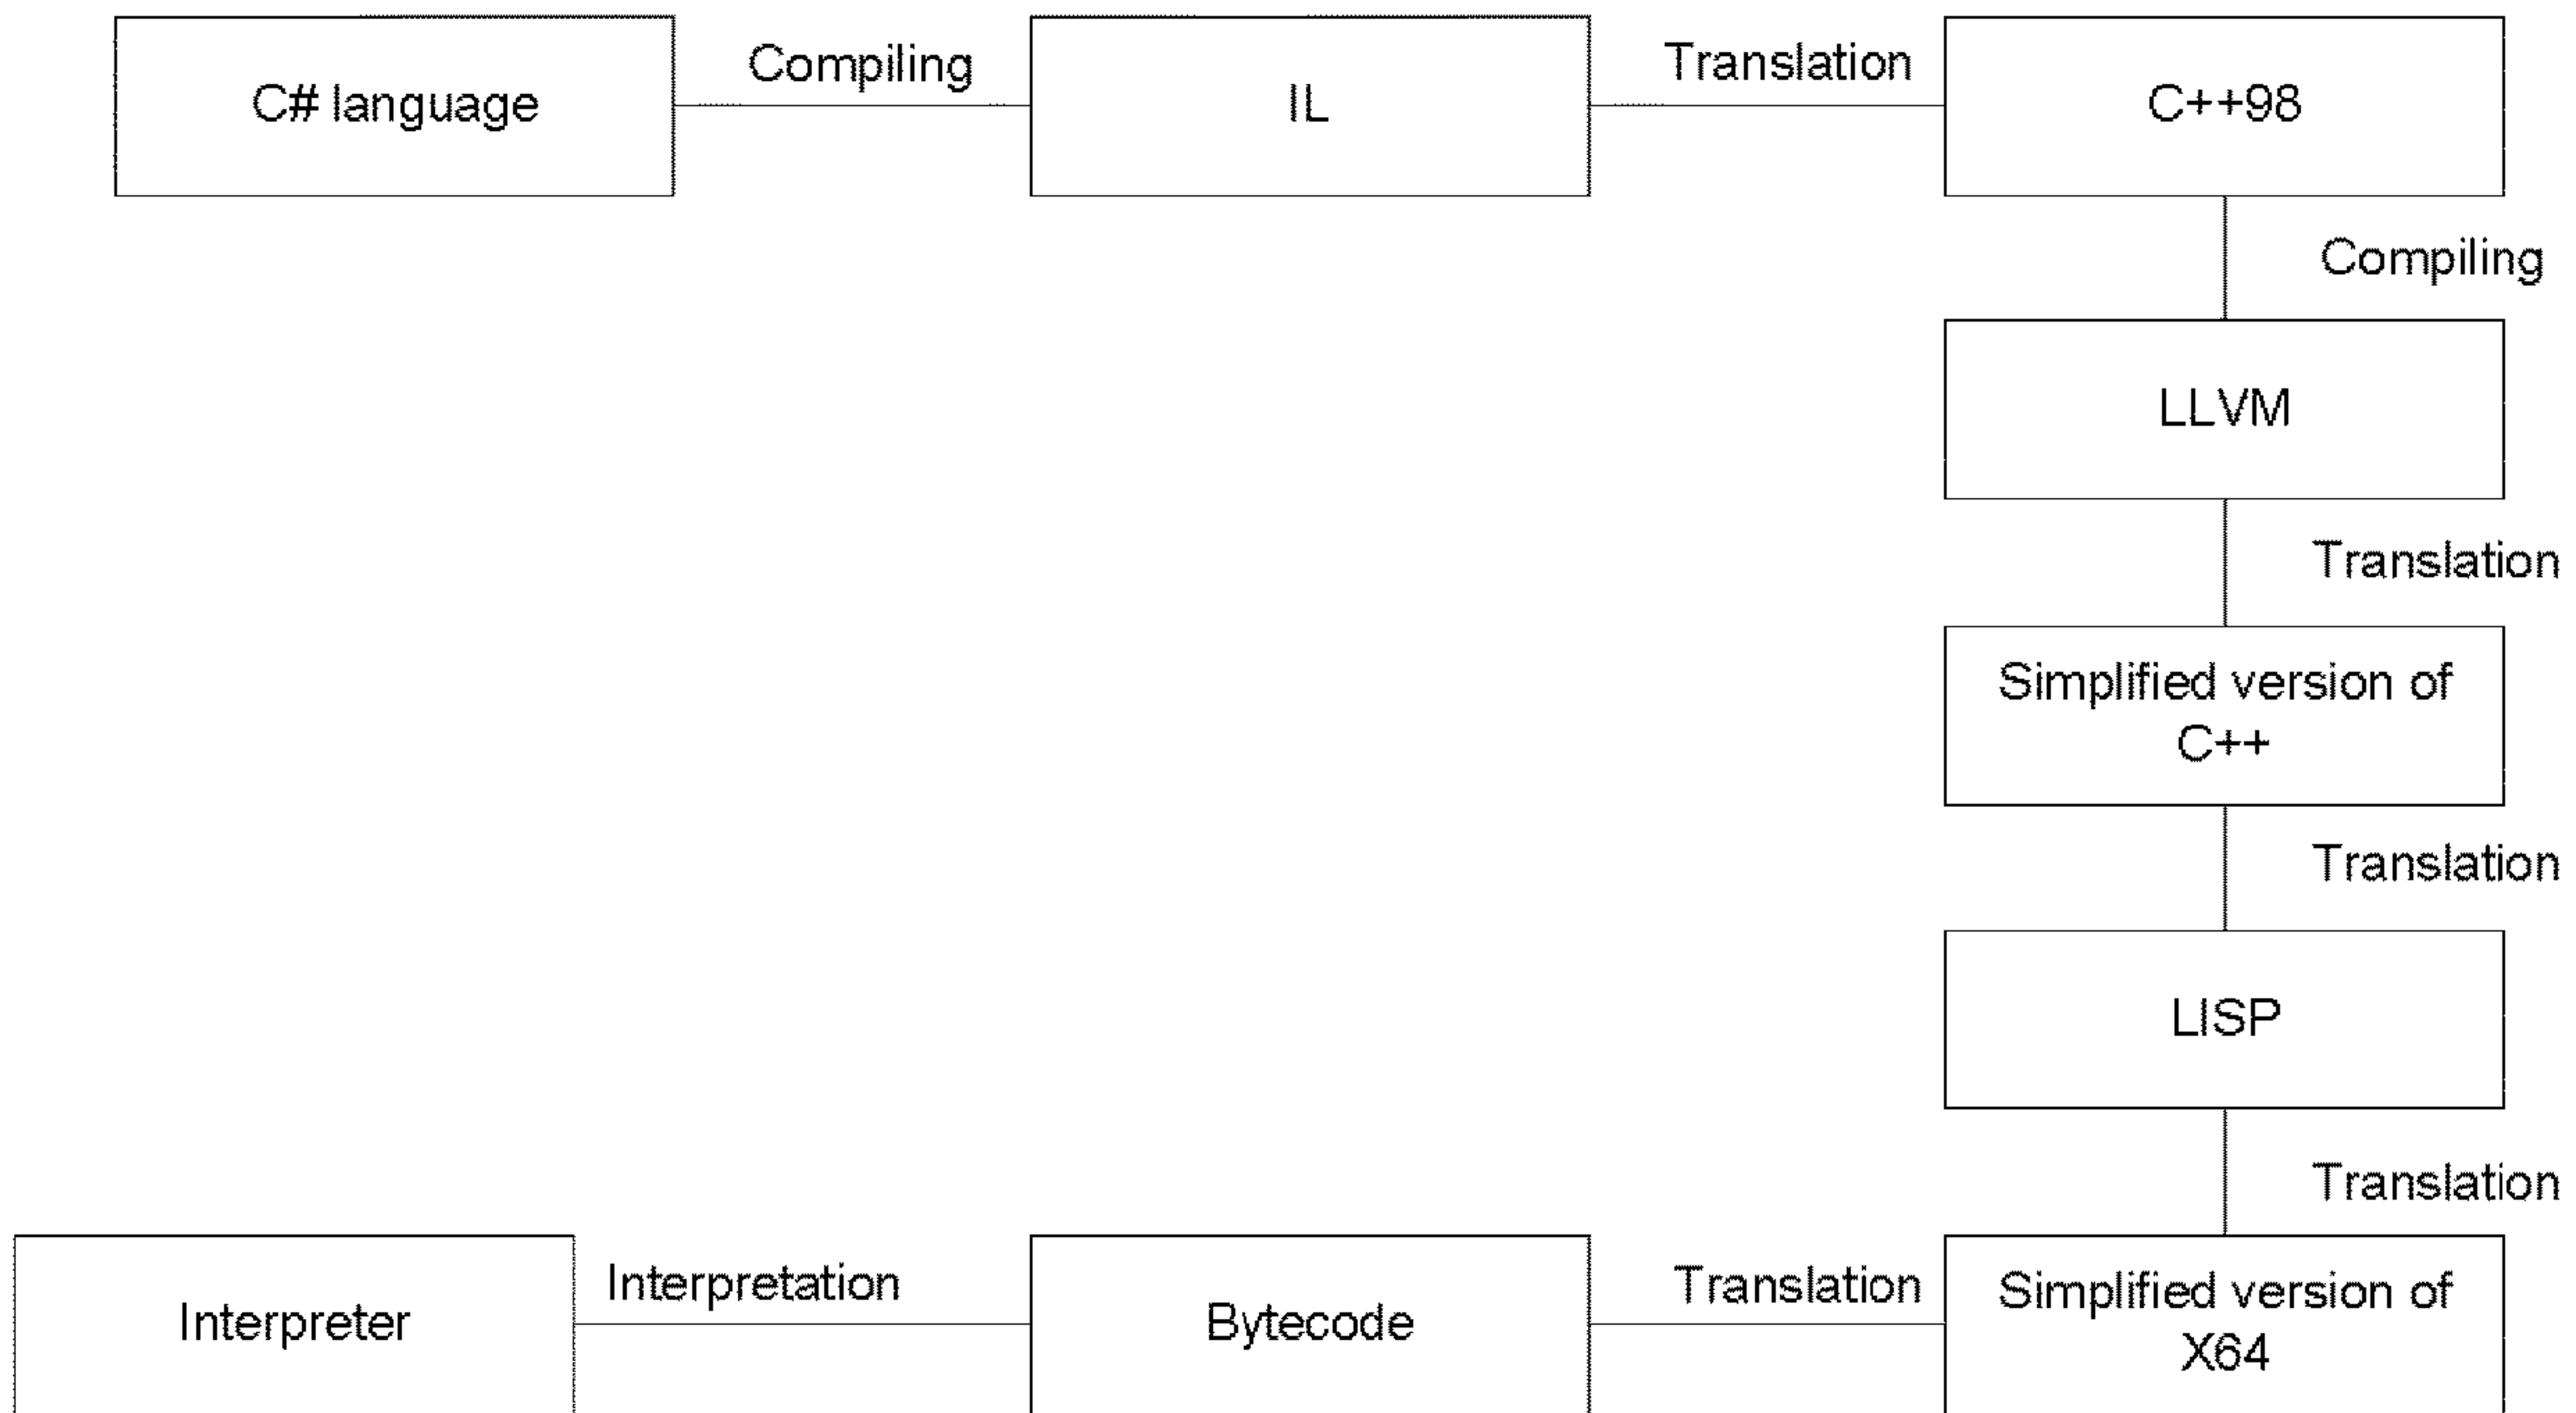 C# language
Compiling
IL
Translation
C++98
Compiling
LLVM
Translation
Simplified version of
C++
Translation
LISP
Translation
Interpreter
Interpretation
Bytecode
Translation
Simplified version of
X64